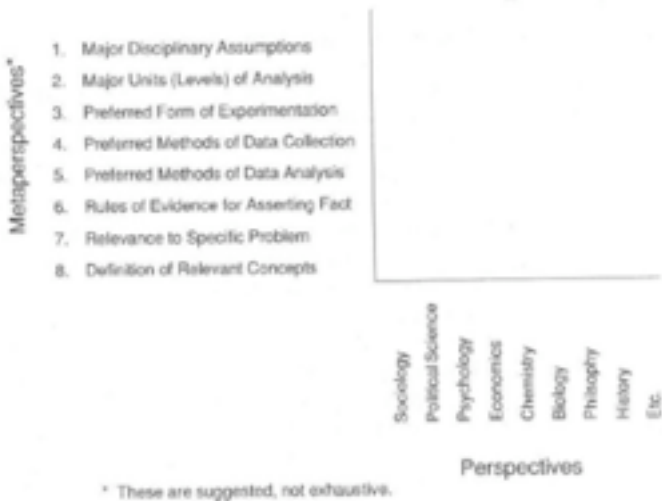 Metaperspectives*
1. Major Disciplinary Assumptions
2. Major Units (Levels) of Analysis
3. Preferred Form of Experimentation
4. Preferred Methods of Data Collection
5. Preferred Methods of Data Analysis
6. Rules of Evidence for Asserting Fact
7. Relevance to Specific Problem
8. Definition of Relevant Concepts
Sociology
Political Science
Psychology
Economics
Chemistry
Biology
Philsophy
History
Etc.
Perspectives
* These are suggested, not exhaustive.